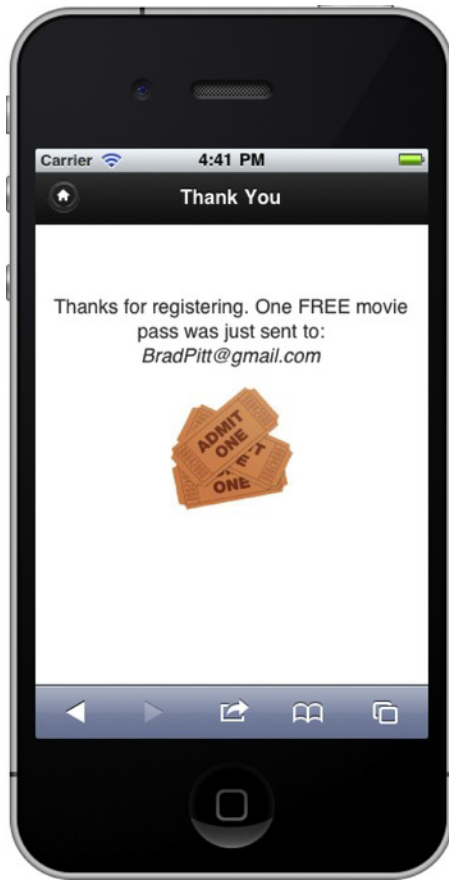 Carrier 4:41 PM
Thank You
Thanks for registering. One FREE movie
pass was just sent to:
BradPitt@gmail.com
ADMIT
ONE
ET
ONE